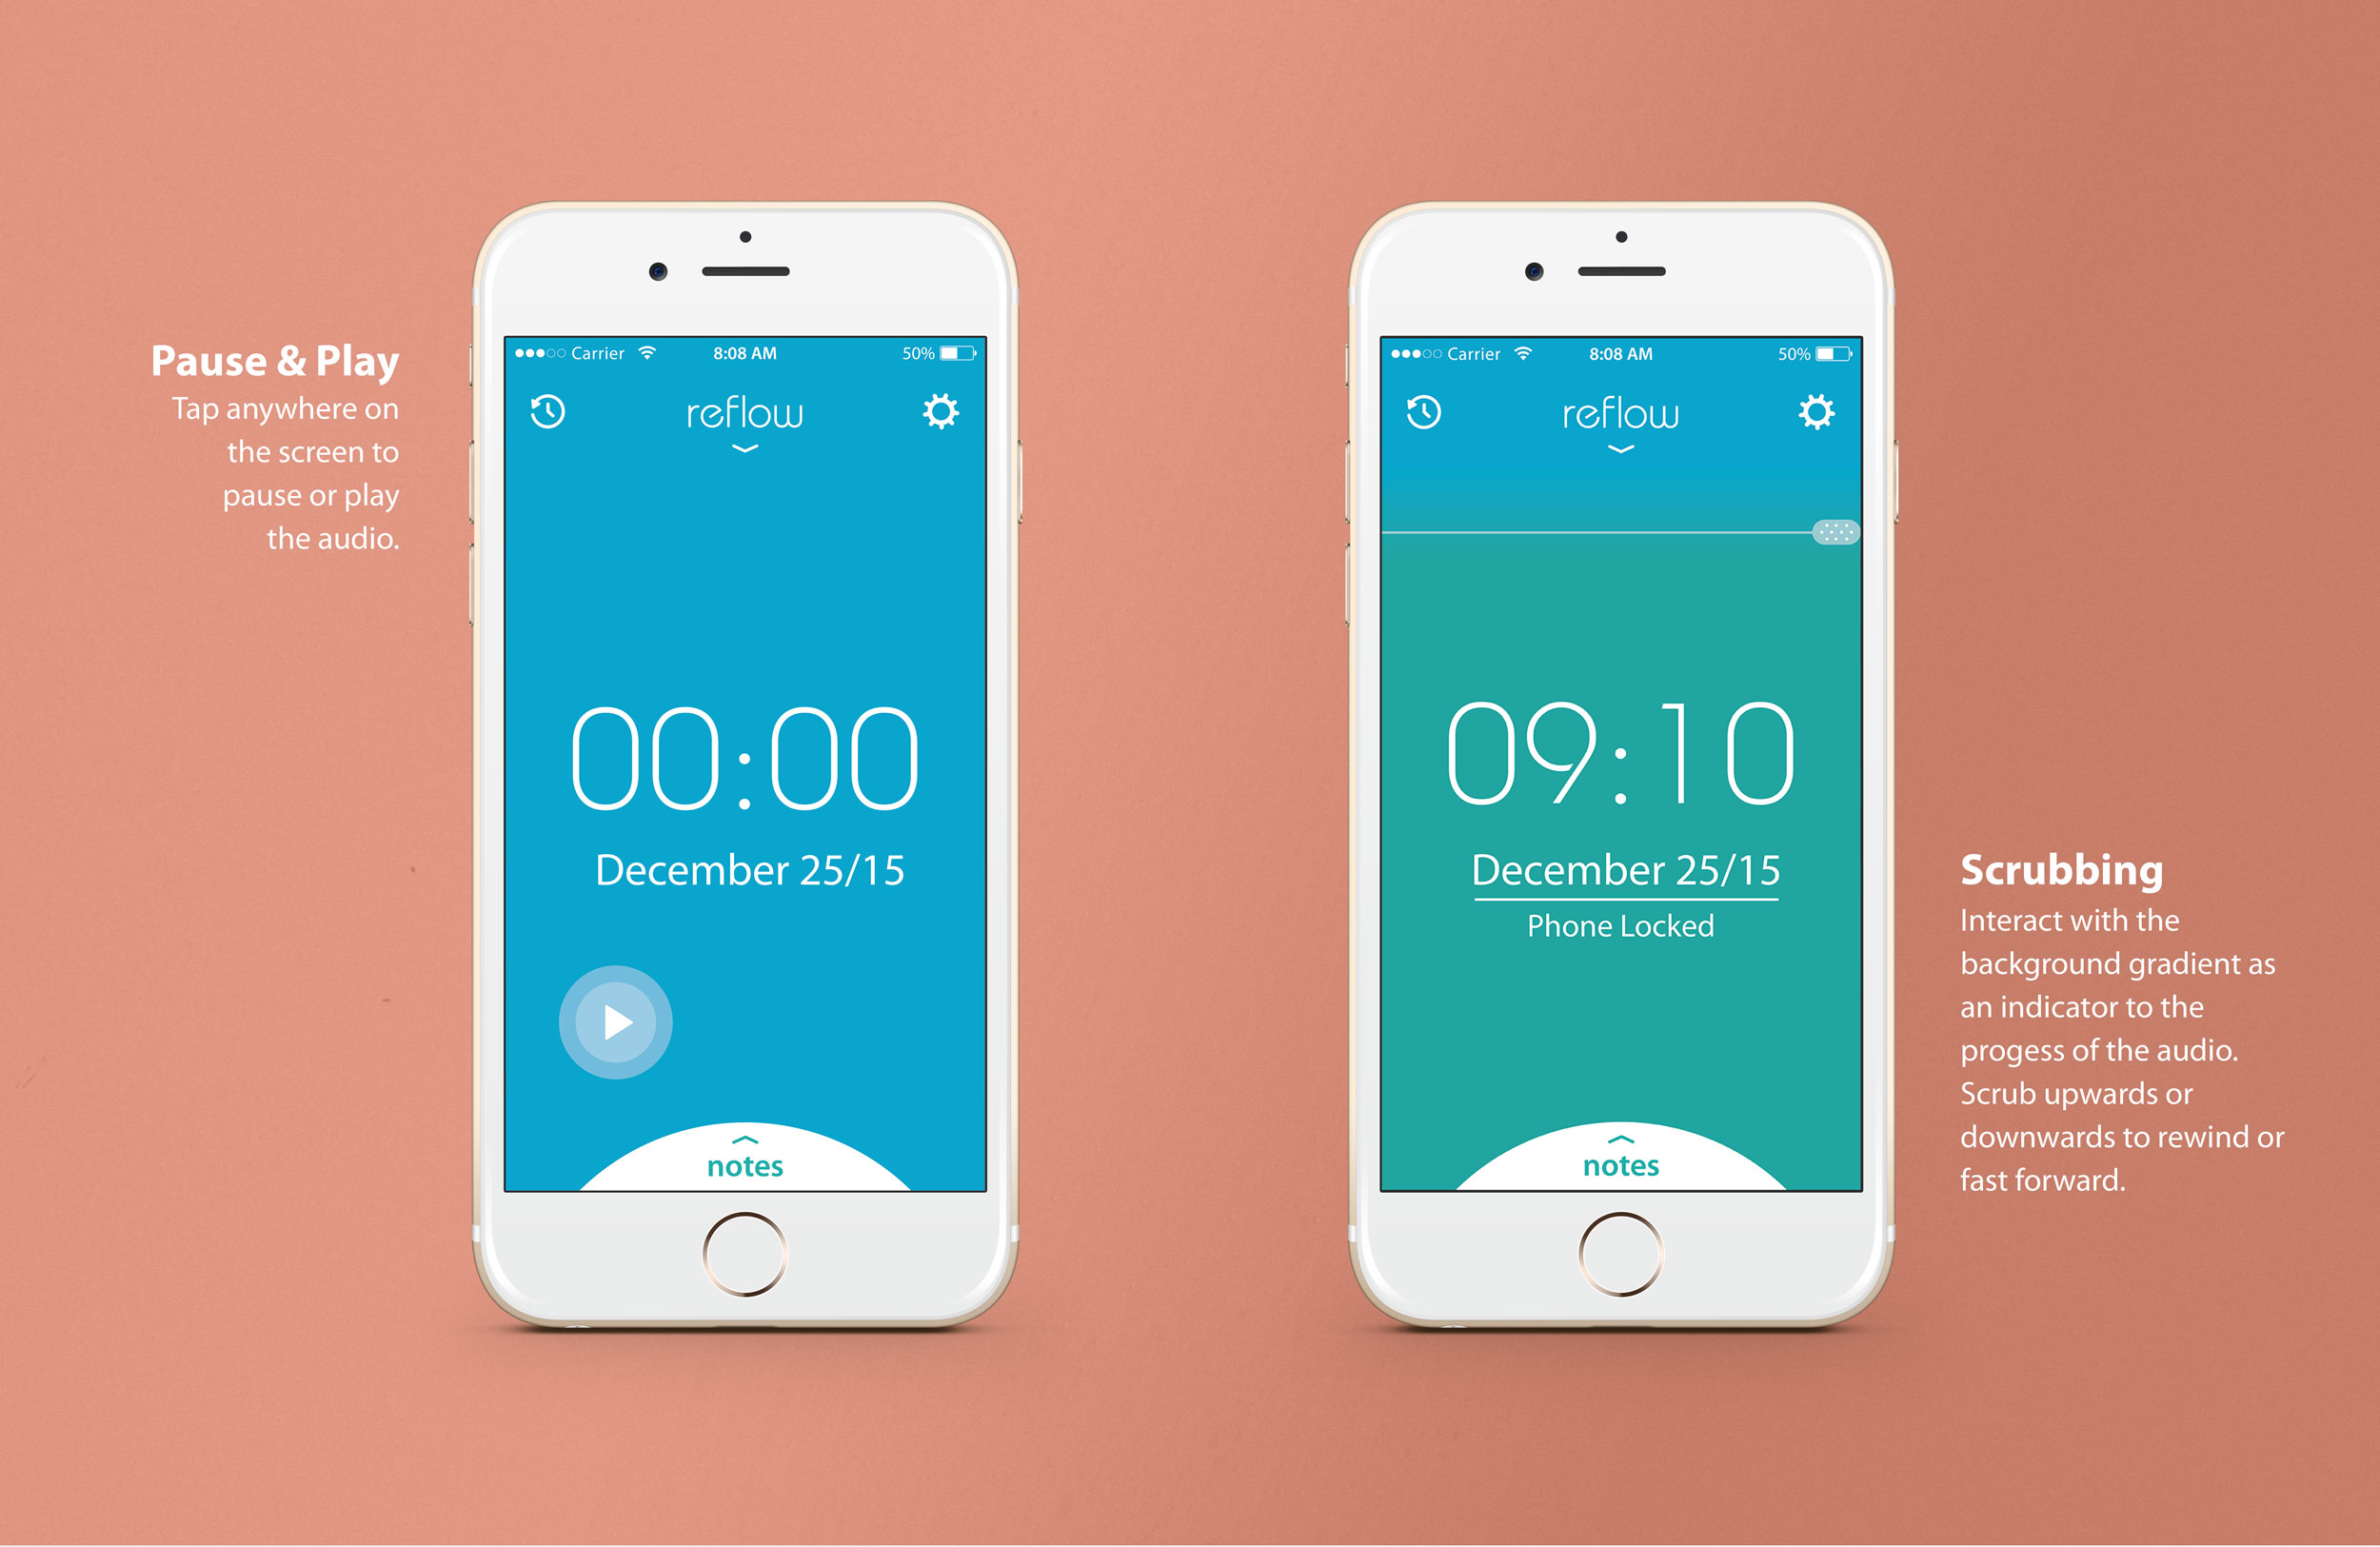 Pause & Play
Tap anywhere on
the screen to
pause or play
the audio.
Carrier 8:08 AM 50%
reflow
00:00
December 25/15
notes
Carrier 8:08 AM 50%
reflow
09:10
December 25/15
Phone Locked
notes
Scrubbing
Interact with the
background gradient as
an indicator to the
progess of the audio.
Scrub upwards or
downwards to rewind or
fast forward.